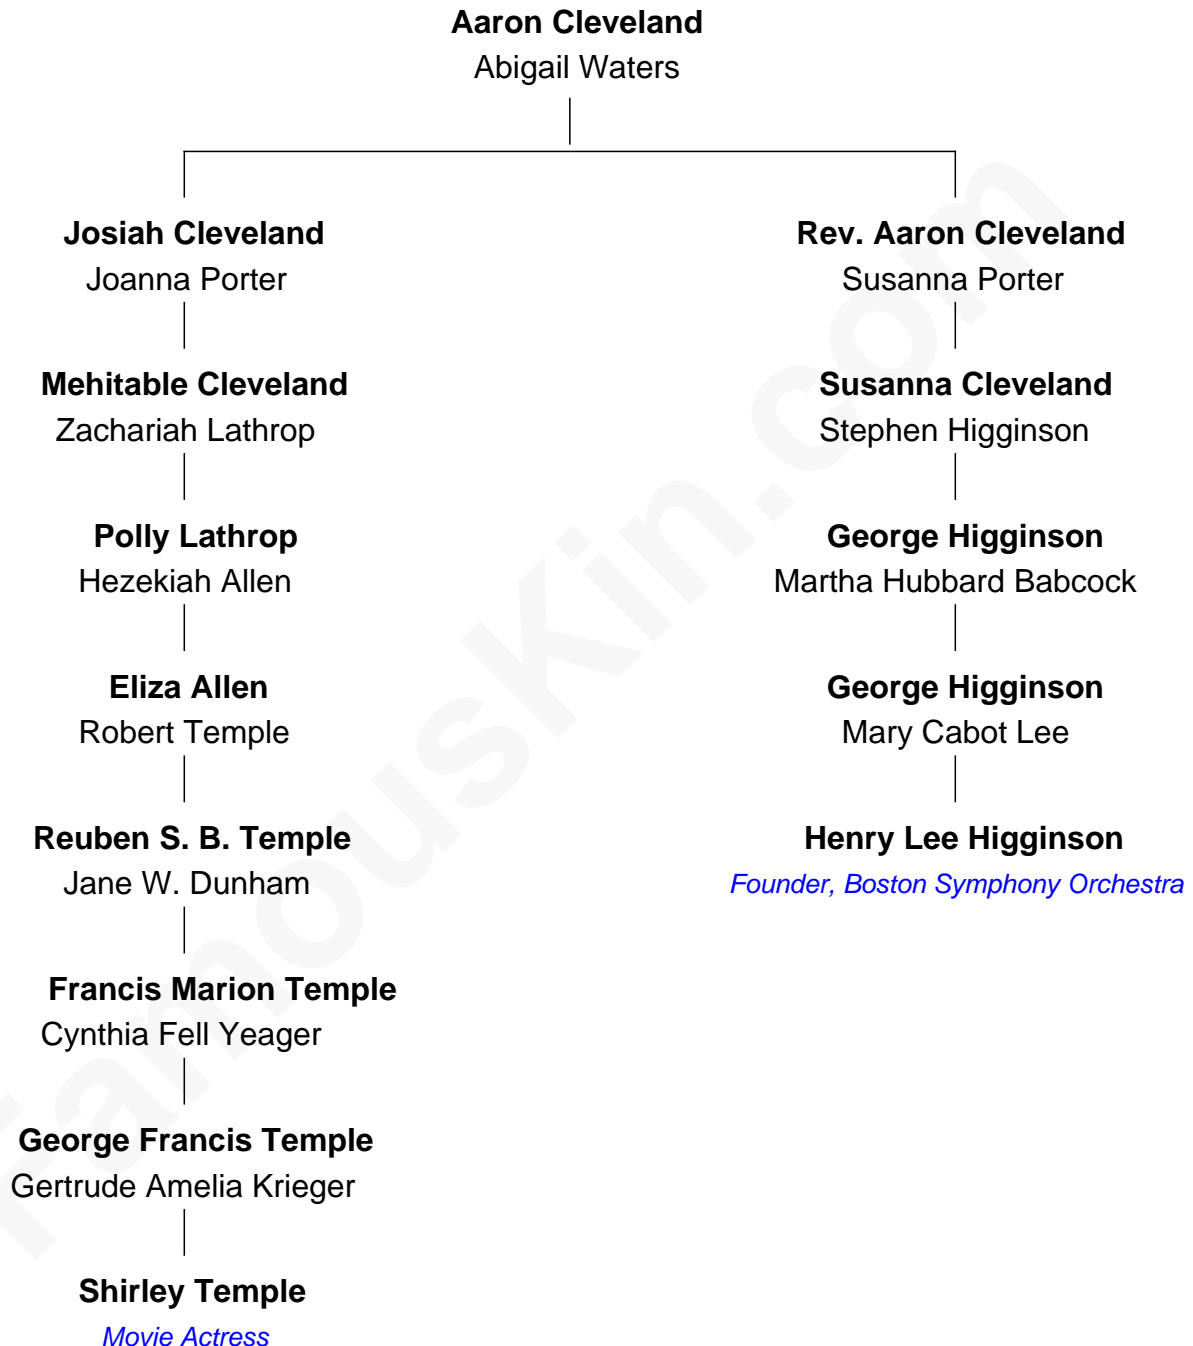 Aaron Cleveland
Abigail Waters
Josiah Cleveland
Joanna Porter
Rev. Aaron Cleveland
Susanna Porter
Mehitable Cleveland
Zachariah Lathrop
Susanna Cleveland
Stephen Higginson
Polly Lathrop
Hezekiah Allen
George Higginson
Martha Hubbard Babcock
Eliza Allen
Robert Temple
George Higginson
Mary Cabot Lee
Reuben S. B. Temple
Jane W. Dunham
Henry Lee Higginson
Founder, Boston Symphony Orchestra
Francis Marion Temple
Cynthia Fell Yeager
George Francis Temple
Gertrude Amelia Krieger
Shirley Temple
Movie Actress
FamousKin.com